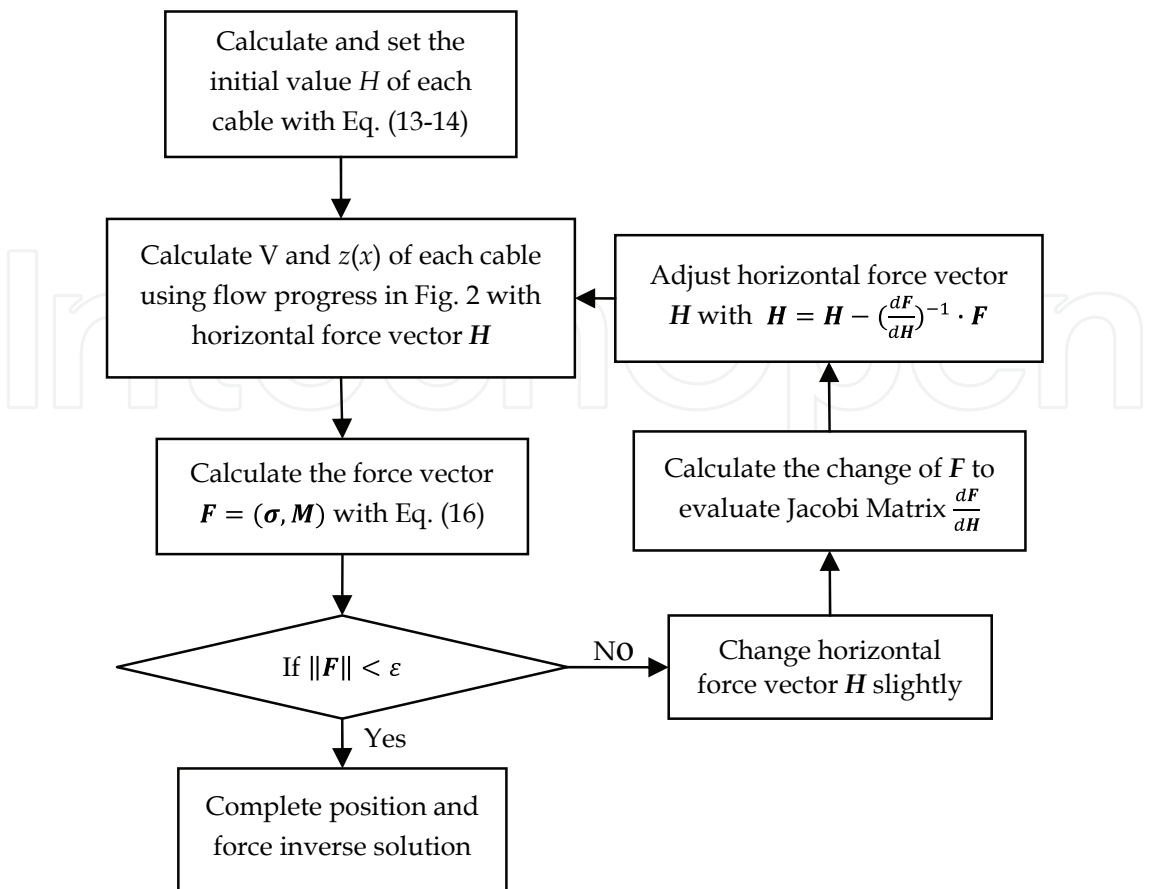 Calculate and set the
initial value H of each
cable with Eq. (13-14)
Calculate V and z(x) of each cable
using flow progress in Fig. 2 with
horizontal force vector H
Calculate the force vector
F = (σ, M) with Eq. (16)
If ‖F‖ < ε
NO
Yes
Complete position and
force inverse solution
Change horizontal
force vector H slightly
Calculate the change of F to
evaluate Jacobi Matrix dF/dH
Adjust horizontal force vector
H with H = H − (dF/dH)⁻¹ · F
IntechOpen